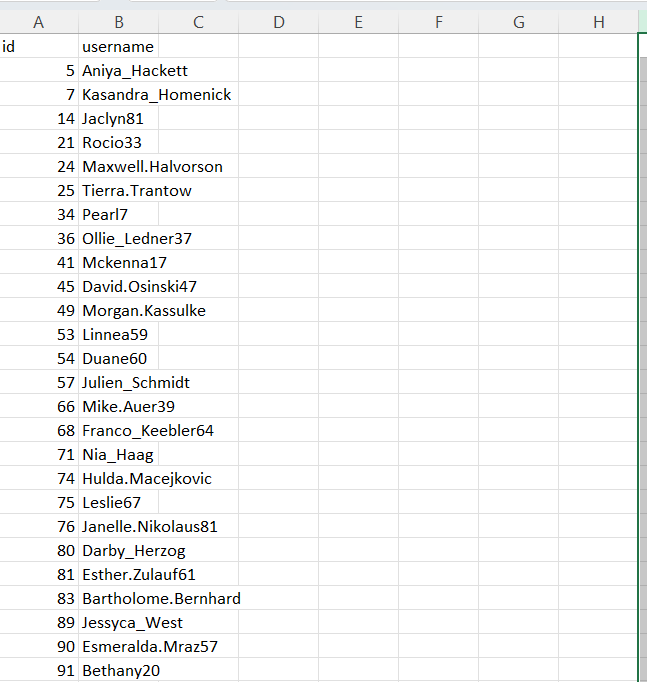 A B C D E F G H
id username
5 Aniya_Hackett
7 Kasandra_Homenick
14 Jaclyn81
21 Rocio33
24 Maxwell.Halvorson
25 Tierra.Trantow
34 Pearl7
36 Ollie_Ledner37
41 Mckenna17
45 David.Osinski47
49 Morgan.Kassulke
53 Linnea59
54 Duane60
57 Julien_Schmidt
66 Mike.Auer39
68 Franco_Keebler64
71 Nia_Haag
74 Hulda.Macejkovic
75 Leslie67
76 Janelle.Nikolaus81
80 Darby_Herzog
81 Esther.Zulauf61
83 Bartholome.Bernhard
89 Jessyca_West
90 Esmeralda.Mraz57
91 Bethany20